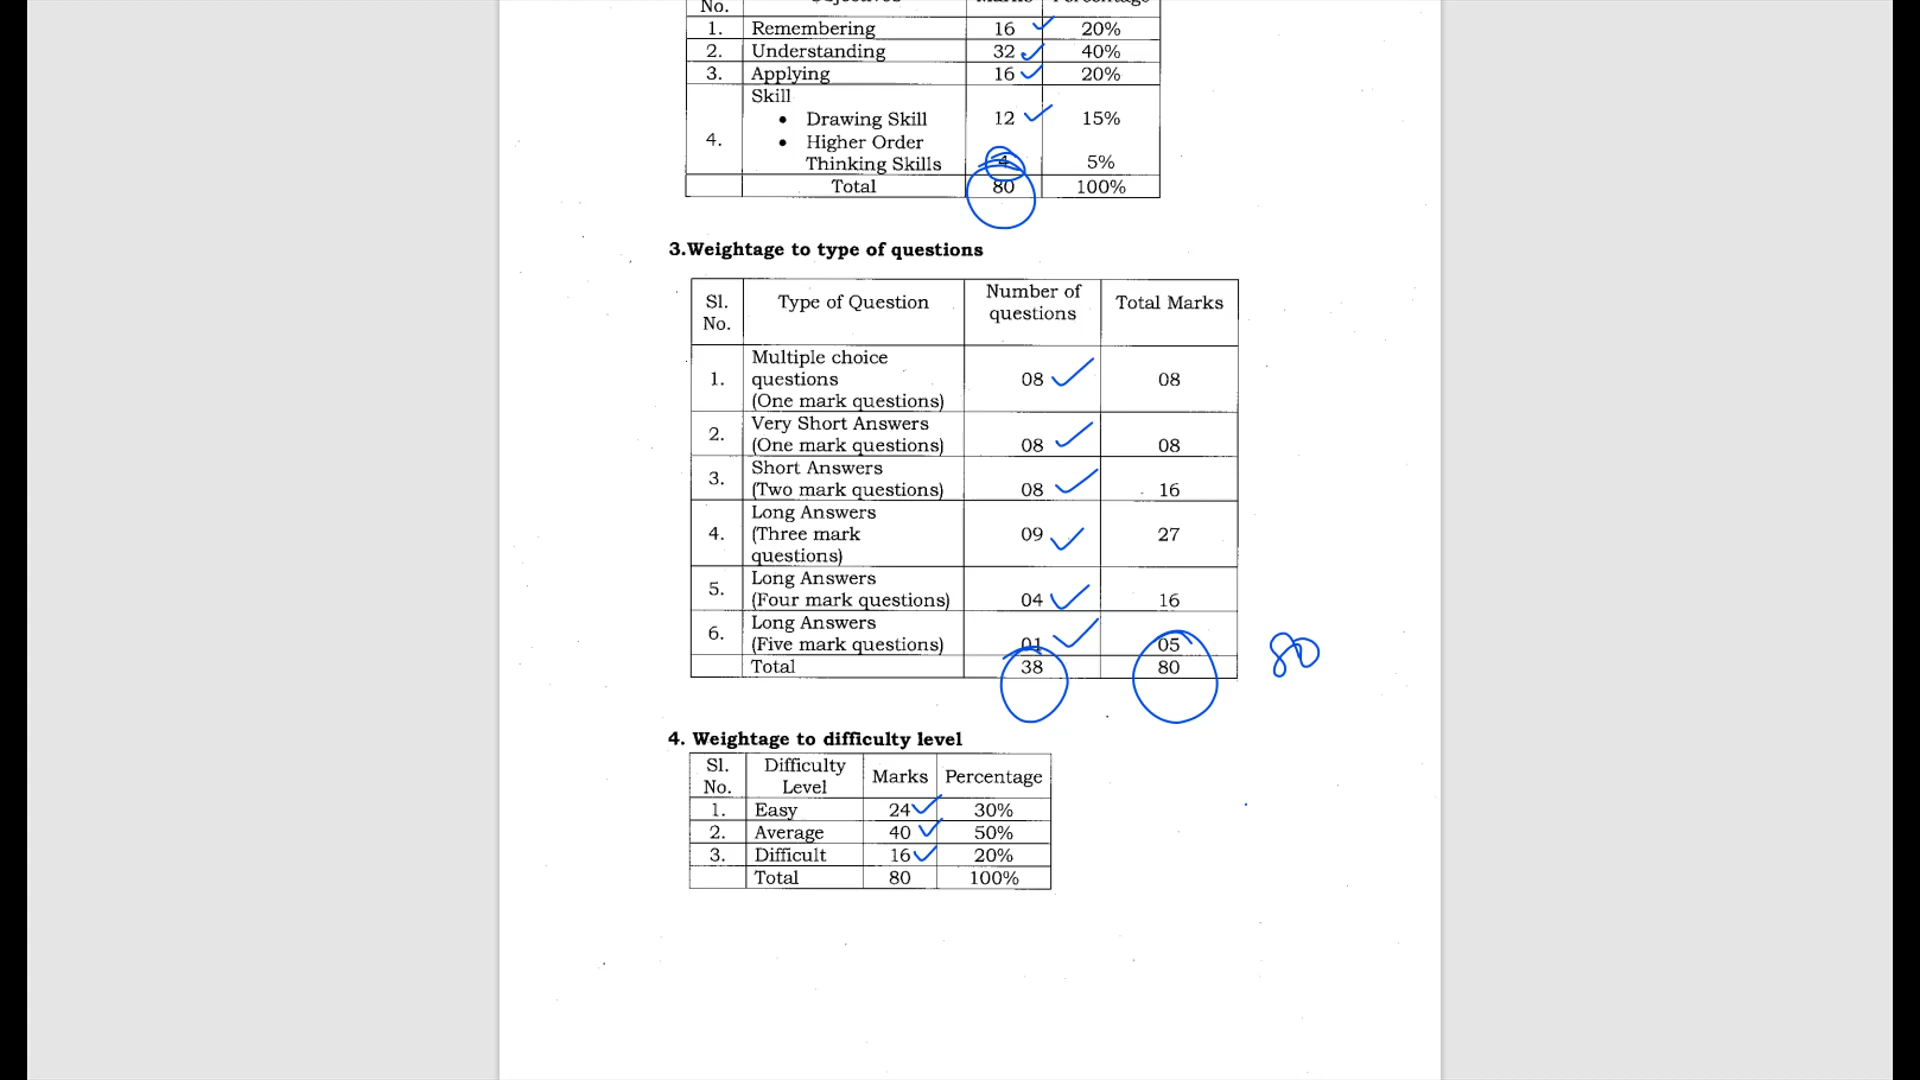 No.
1. Remembering 16 20%
2. Understanding 32 40%
3. Applying 16 20%
Skill
• Drawing Skill 12 15%
4. • Higher Order
Thinking Skills 4 5%
Total 80 100%
3.Weightage to type of questions
Sl. No. Type of Question Number of questions Total Marks
1. Multiple choice questions (One mark questions) 08 08
2. Very Short Answers (One mark questions) 08 08
3. Short Answers (Two mark questions) 08 16
4. Long Answers (Three mark questions) 09 27
5. Long Answers (Four mark questions) 04 16
6. Long Answers (Five mark questions) 01 05
Total 38 80
80
4. Weightage to difficulty level
Sl. No. Difficulty Level Marks Percentage
1. Easy 24 30%
2. Average 40 50%
3. Difficult 16 20%
Total 80 100%